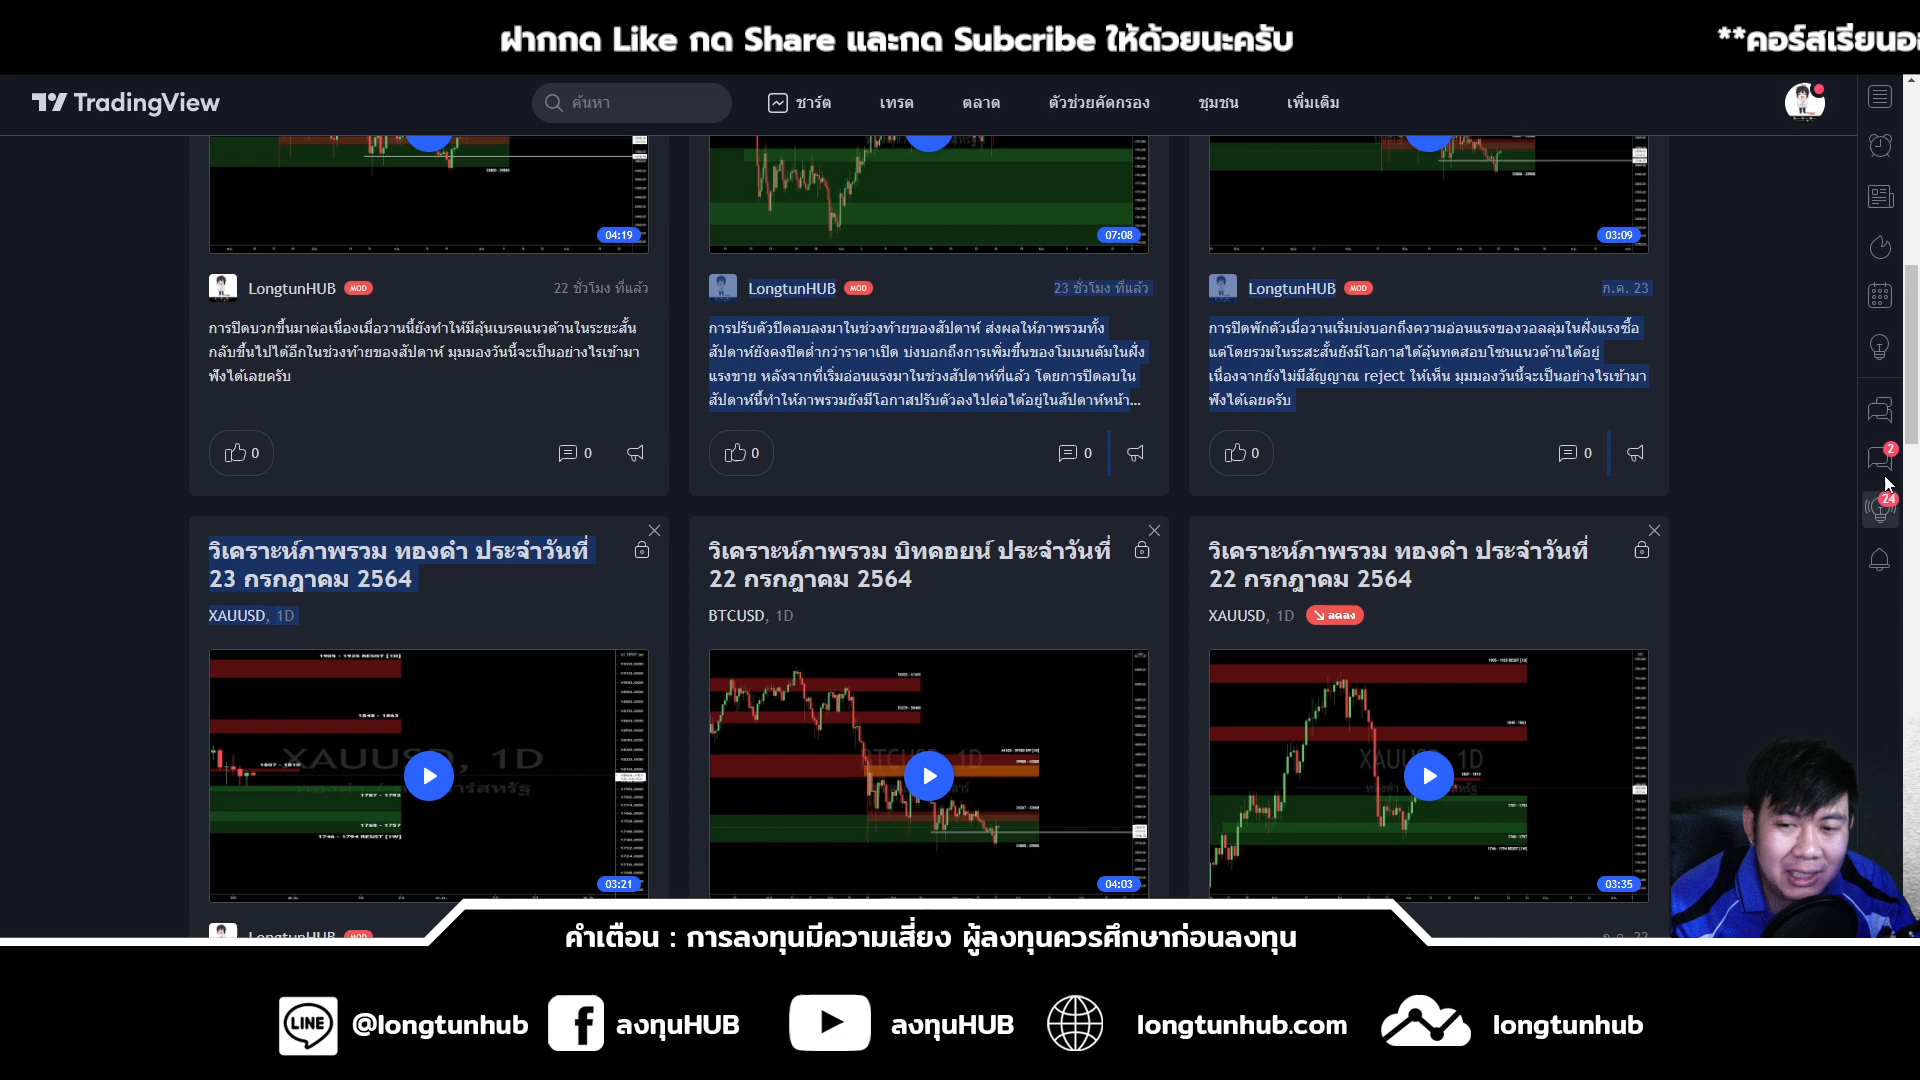 ฝากกด Like กด Share และกด Subcribe ให้ด้วยนะครับ
**คอร์สเรียนออ
TradingView
ค้นหา
ชาร์ต
เทรด
ตลาด
ตัวช่วยคัดกรอง
ชุมชน
เพิ่มเติม
04:19
07:08
03:09
LongtunHUB MOD 22 ชั่วโมง ที่แล้ว
การปิดบวกขึ้นมาต่อเนื่องเมื่อวานนี้ยังทำให้มีลุ้นเบรคแนวต้านในระยะสั้น
กลับขึ้นไปได้อีกในช่วงท้ายของสัปดาห์ มุมมองวันนี้จะเป็นอย่างไรเข้ามา
ฟังได้เลยครับ
0
0
LongtunHUB MOD 23 ชั่วโมง ที่แล้ว
การปรับตัวปิดลบลงมาในช่วงท้ายของสัปดาห์ ส่งผลให้ภาพรวมทั้ง
สัปดาห์ยังคงปิดต่ำกว่าราคาเปิด บ่งบอกถึงการเพิ่มขึ้นของโมเมนตัมในฝั่ง
แรงขาย หลังจากที่เริ่มอ่อนแรงมาในช่วงสัปดาห์ที่แล้ว โดยการปิดลบใน
สัปดาห์นี้ทำให้ภาพรวมยังมีโอกาสปรับตัวลงไปต่อได้อยู่ในสัปดาห์หน้า...
0
0
LongtunHUB MOD ก.ค. 23
การปิดพักตัวเมื่อวานเริ่มบ่งบอกถึงความอ่อนแรงของวอลลุ่มในฝั่งแรงซื้อ
แต่โดยรวมในระสะสั้นยังมีโอกาสได้ลุ้นทดสอบโซนแนวต้านได้อยู่
เนื่องจากยังไม่มีสัญญาณ reject ให้เห็น มุมมองวันนี้จะเป็นอย่างไรเข้ามา
ฟังได้เลยครับ
0
0
2
24
วิเคราะห์ภาพรวม ทองคำ ประจำวันที่
23 กรกฎาคม 2564
XAUUSD, 1D
1905 - 1925 RESIST [1D]
1848 - 1863
1807 - 1810
1787 - 1793
1746 - 1794 RESIST [1W]
03:21
LongtunHUB MOD
วิเคราะห์ภาพรวม บิทคอยน์ ประจำวันที่
22 กรกฎาคม 2564
BTCUSD, 1D
04:03
วิเคราะห์ภาพรวม ทองคำ ประจำวันที่
22 กรกฎาคม 2564
XAUUSD, 1D ลดลง
XAUUSD, 1D
03:35
ก.ค. 22
คำเตือน : การลงทุนมีความเสี่ยง ผู้ลงทุนควรศึกษาก่อนลงทุน
LINE @longtunhub
ลงทุนHUB
ลงทุนHUB
longtunhub.com
longtunhub